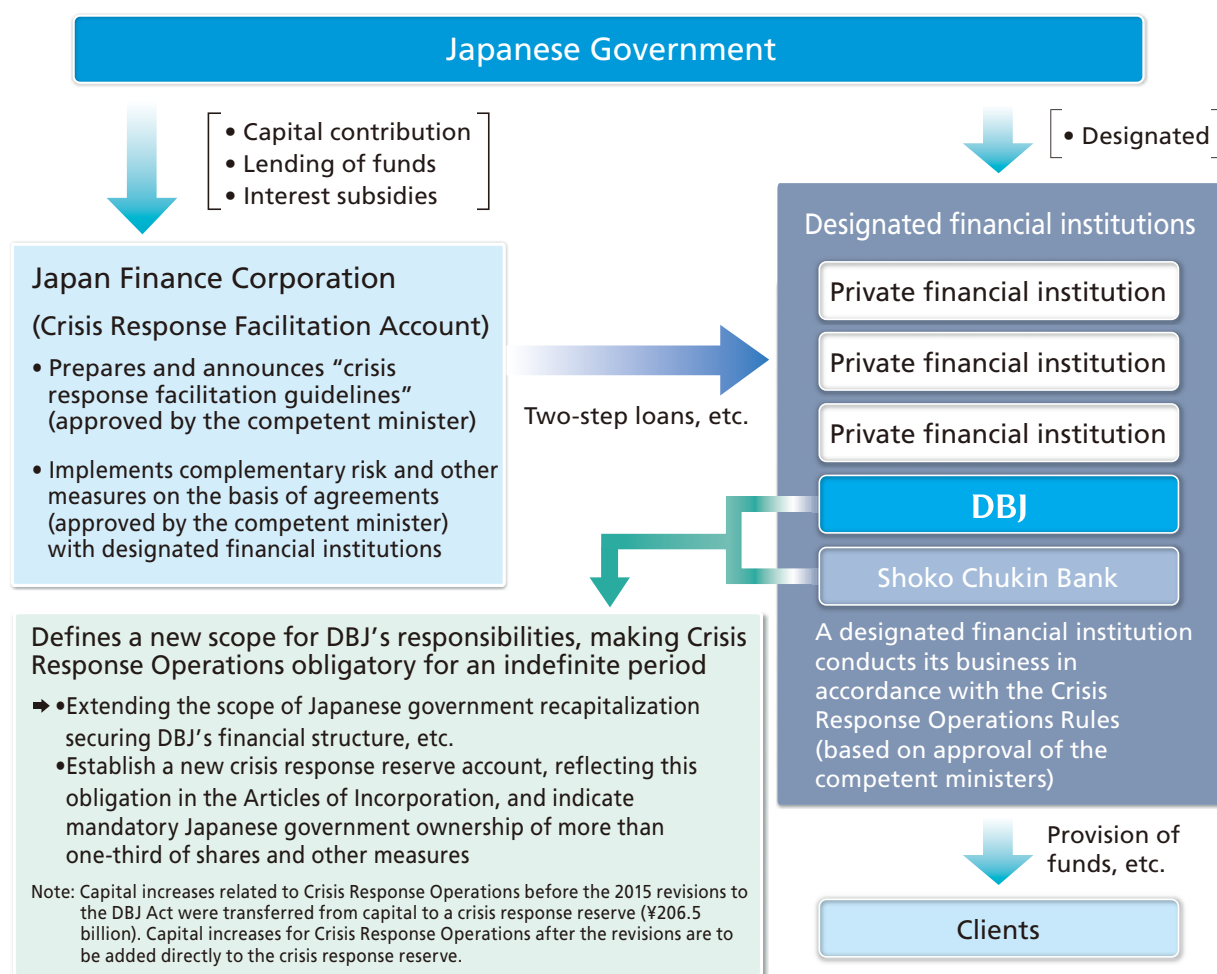 Japanese Government
• Capital contribution
• Lending of funds
• Interest subsidies
• Designated
Japan Finance Corporation
(Crisis Response Facilitation Account)
• Prepares and announces “crisis
response facilitation guidelines”
(approved by the competent minister)
• Implements complementary risk and other
measures on the basis of agreements
(approved by the competent minister)
with designated financial institutions
Two-step loans, etc.
Designated financial institutions
Private financial institution
Private financial institution
Private financial institution
DBJ
Shoko Chukin Bank
A designated financial institution
conducts its business in
accordance with the Crisis
Response Operations Rules
(based on approval of the
competent ministers)
Defines a new scope for DBJ’s responsibilities, making Crisis
Response Operations obligatory for an indefinite period
➡ •Extending the scope of Japanese government recapitalization
securing DBJ’s financial structure, etc.
•Establish a new crisis response reserve account, reflecting this
obligation in the Articles of Incorporation, and indicate
mandatory Japanese government ownership of more than
one-third of shares and other measures
Note: Capital increases related to Crisis Response Operations before the 2015 revisions to
the DBJ Act were transferred from capital to a crisis response reserve (¥206.5
billion). Capital increases for Crisis Response Operations after the revisions are to
be added directly to the crisis response reserve.
Provision of
funds, etc.
Clients